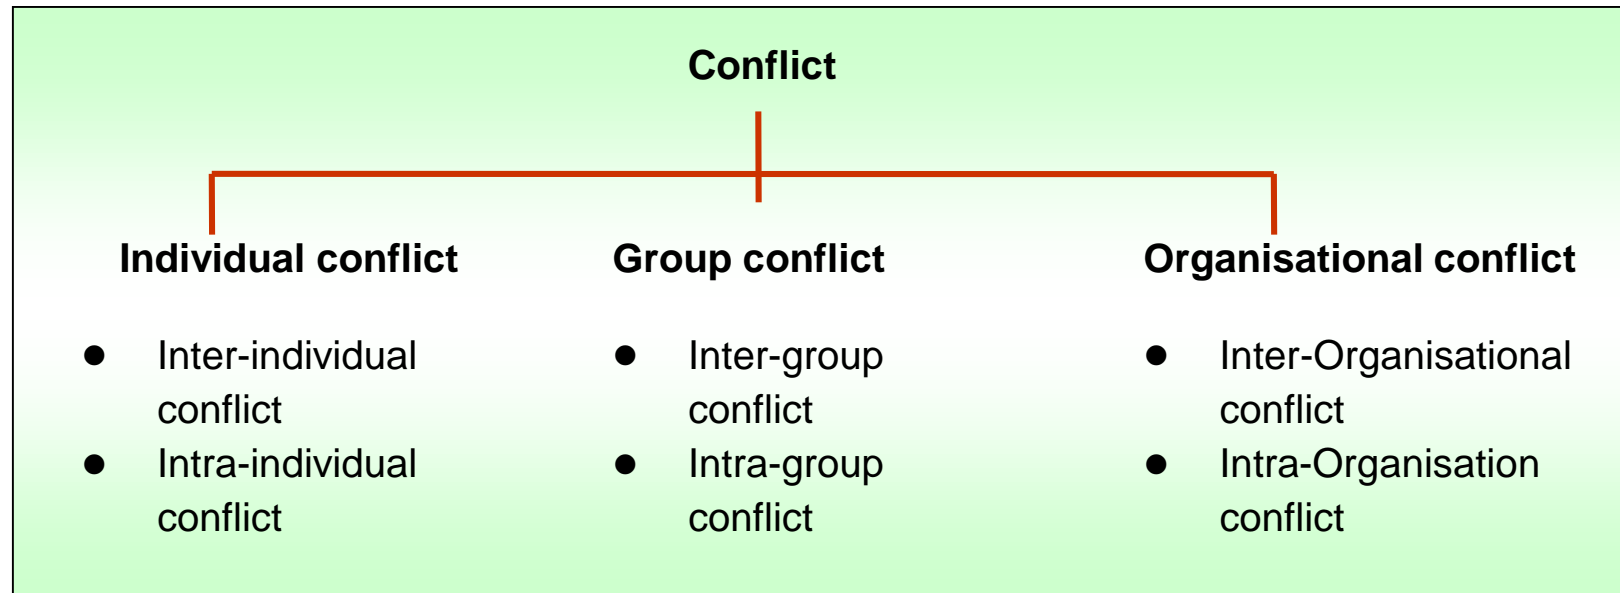 Conflict
Individual conflict
Group conflict
Organisational conflict
● Inter-individual
conflict
● Intra-individual
conflict
● Inter-group
conflict
● Intra-group
conflict
● Inter-Organisational
conflict
● Intra-Organisation
conflict